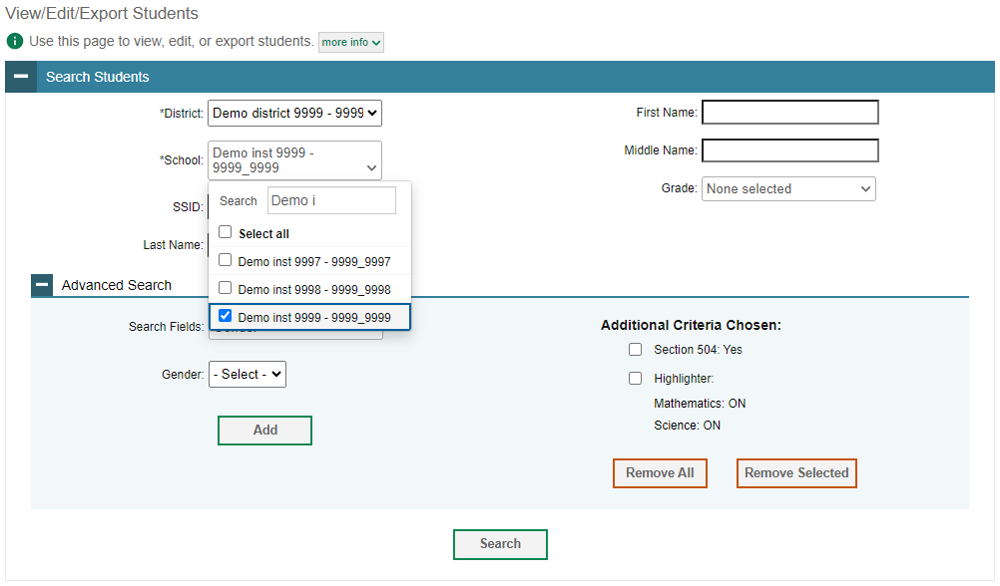 View/Edit/Export Students
Use this page to view, edit, or export students. more info
Search Students
*District: Demo district 9999 - 9999
First Name:
*School: Demo inst 9999 -
9999_9999
Middle Name:
Grade: None selected
Search Demo i
SSID:
Select all
Last Name:
Demo inst 9997 - 9999_9997
Demo inst 9998 - 9999_9998
Demo inst 9999 - 9999_9999
Advanced Search
Search Fields:
Gender: - Select -
Add
Additional Criteria Chosen:
Section 504: Yes
Highlighter:
Mathematics: ON
Science: ON
Remove All Remove Selected
Search